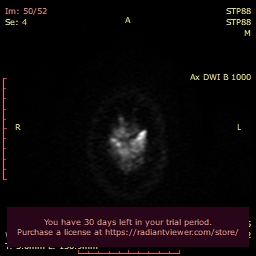 Im: 50/52
Se: 4
A
STP88
STP88
M
Ax DWI B 1000
R
L
You have 30 days left in your trial period.
Purchase a license at https://radiantviewer.com/store/